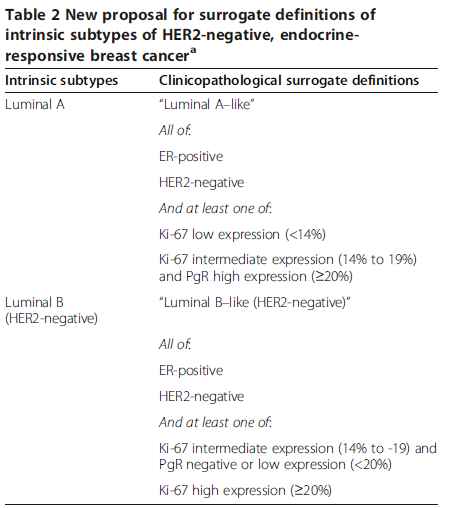 Table 2 New proposal for surrogate definitions of
intrinsic subtypes of HER2-negative, endocrine-
responsive breast cancerᵃ
Intrinsic subtypes Clinicopathological surrogate definitions
Luminal A “Luminal A–like”
All of:
ER-positive
HER2-negative
And at least one of:
Ki-67 low expression (<14%)
Ki-67 intermediate expression (14% to 19%)
and PgR high expression (≥20%)
Luminal B “Luminal B–like (HER2-negative)”
(HER2-negative)
All of:
ER-positive
HER2-negative
And at least one of:
Ki-67 intermediate expression (14% to -19) and
PgR negative or low expression (<20%)
Ki-67 high expression (≥20%)